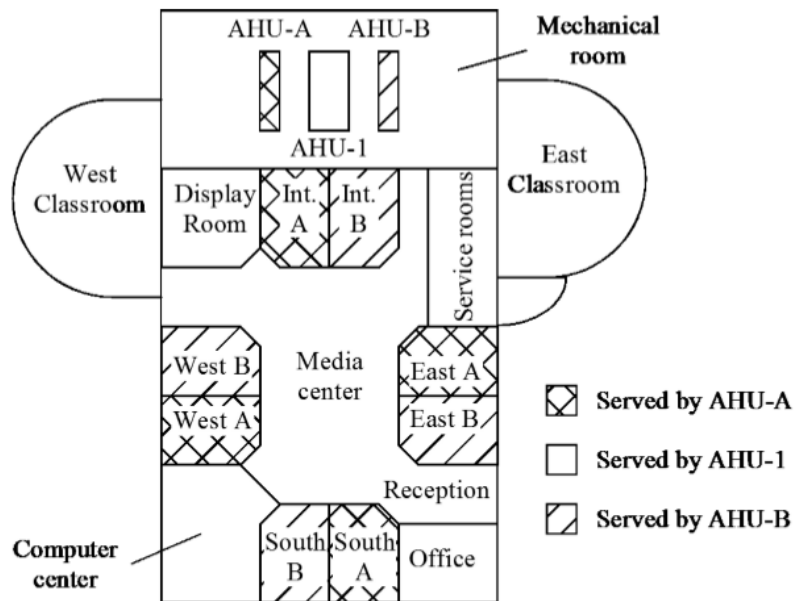 AHU-A
AHU-B
Mechanical
room
AHU-1
West
Classroom
East
Classroom
Display
Room
Int.
A
Int.
B
Service rooms
West B
West A
Media
center
East A
East B
Reception
Computer
center
South
B
South
A
Office
Served by AHU-A
Served by AHU-1
Served by AHU-B